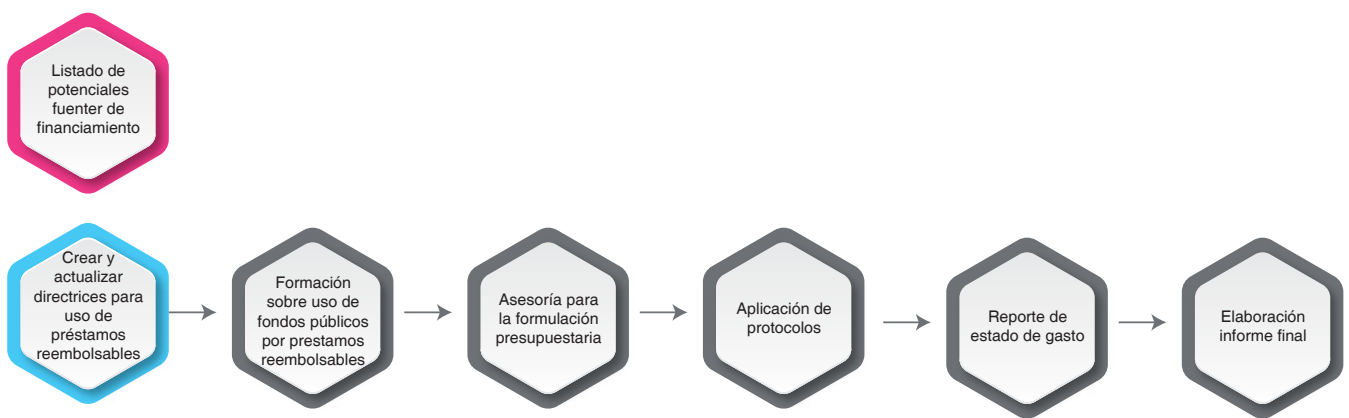 Listado de
potenciales
fuenter de
financiamiento
Crear y
actualizar
directrices para
uso de
préstamos
reembolsables
Formación
sobre uso de
fondos públicos
por prestamos
reembolsables
Asesoría para
la formulación
presupuestaria
Aplicación de
protocolos
Reporte de
estado de gasto
Elaboración
informe final